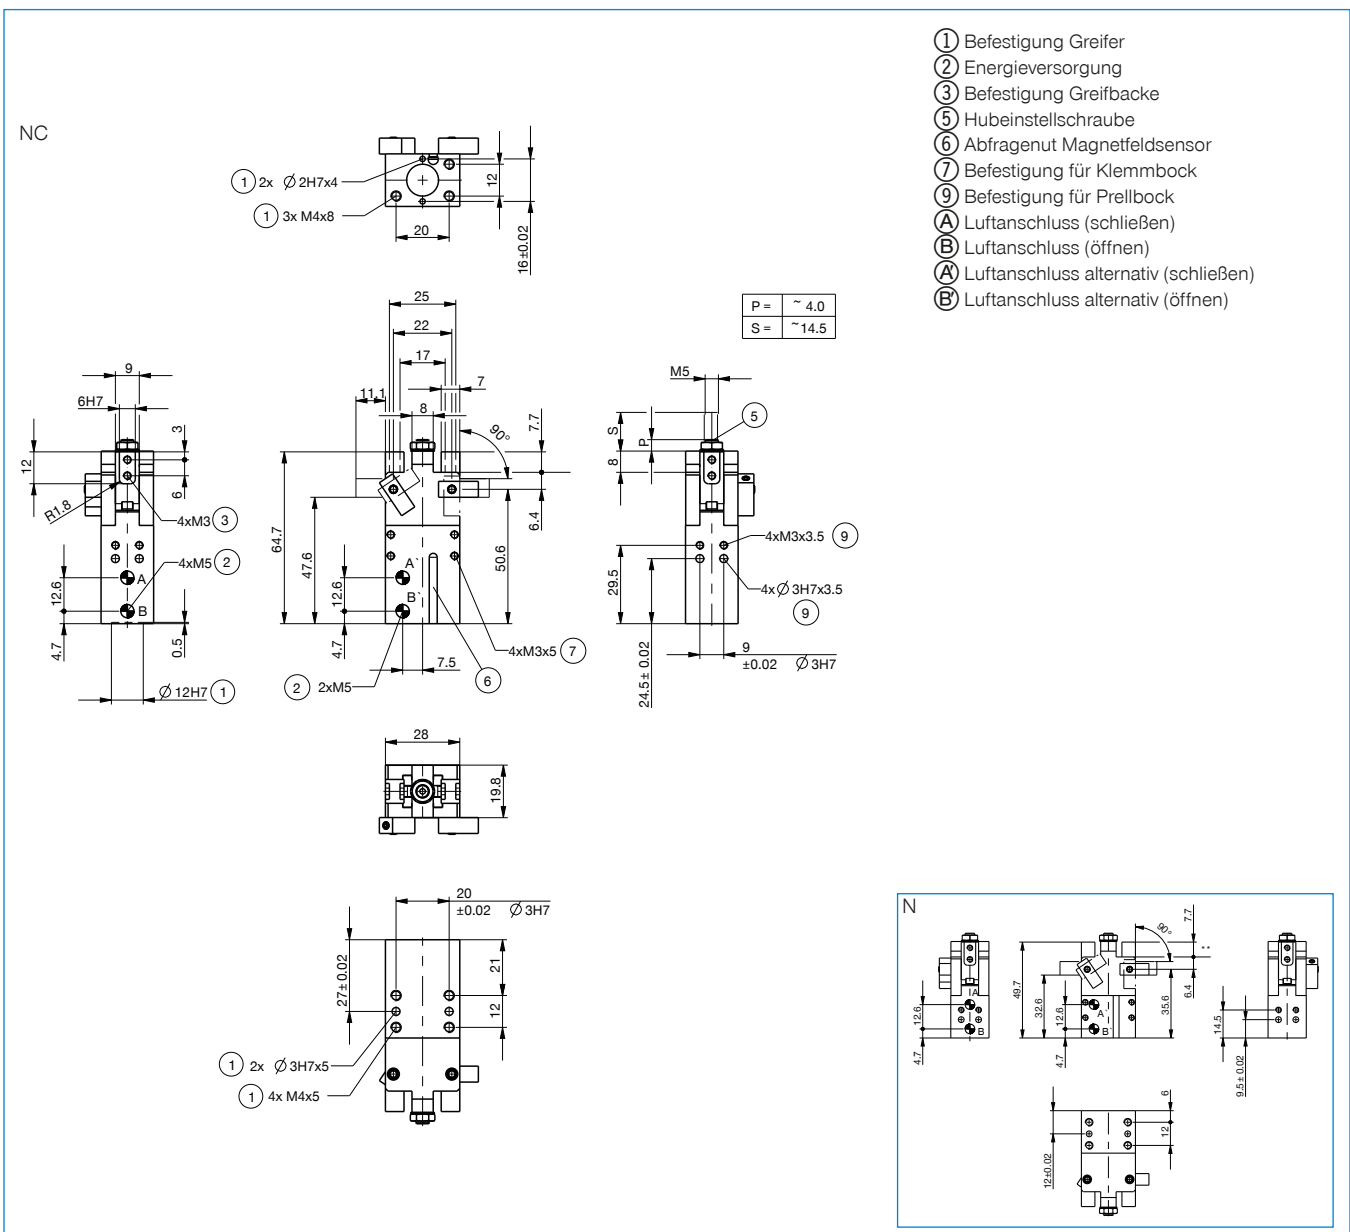 ① Befestigung Greifer
② Energieversorgung
③ Befestigung Greifbacke
⑤ Hubeinstellschraube
⑥ Abfragenut Magnetfeldsensor
⑦ Befestigung für Klemmbock
⑨ Befestigung für Prellbock
Ⓐ Luftanschluss (schließen)
Ⓑ Luftanschluss (öffnen)
A' Luftanschluss alternativ (schließen)
B' Luftanschluss alternativ (öffnen)
NC
① 2x Ø 2H7x4
① 3x M4x8
20
12
16±0.02
P = ~ 4.0
S = ~14.5
9
6H7
3
12
6
R1.8
4xM3 ③
4xM5 ②
A
B
12.6
4.7
0.5
Ø 12H7 ①
25
22
17
7
11.1
8
90°
7.7
6.4
64.7
47.6
50.6
12.6
4.7
A`
B`
7.5
② 2xM5
⑥
4xM3x5 ⑦
M5
⑤
S
P
8
4xM3x3.5 ⑨
4x Ø 3H7x3.5
⑨
29.5
24.5± 0.02
9
±0.02 Ø 3H7
28
19.8
20
±0.02 Ø 3H7
27± 0.02
21
12
① 2x Ø 3H7x5
① 4x M4x5
N
A
B
12.6
4.7
49.7
32.6
12.6
4.7
A`
B`
90°
7.7
**
6.4
35.6
14.5
9.5± 0.02
6
12
12±0.02